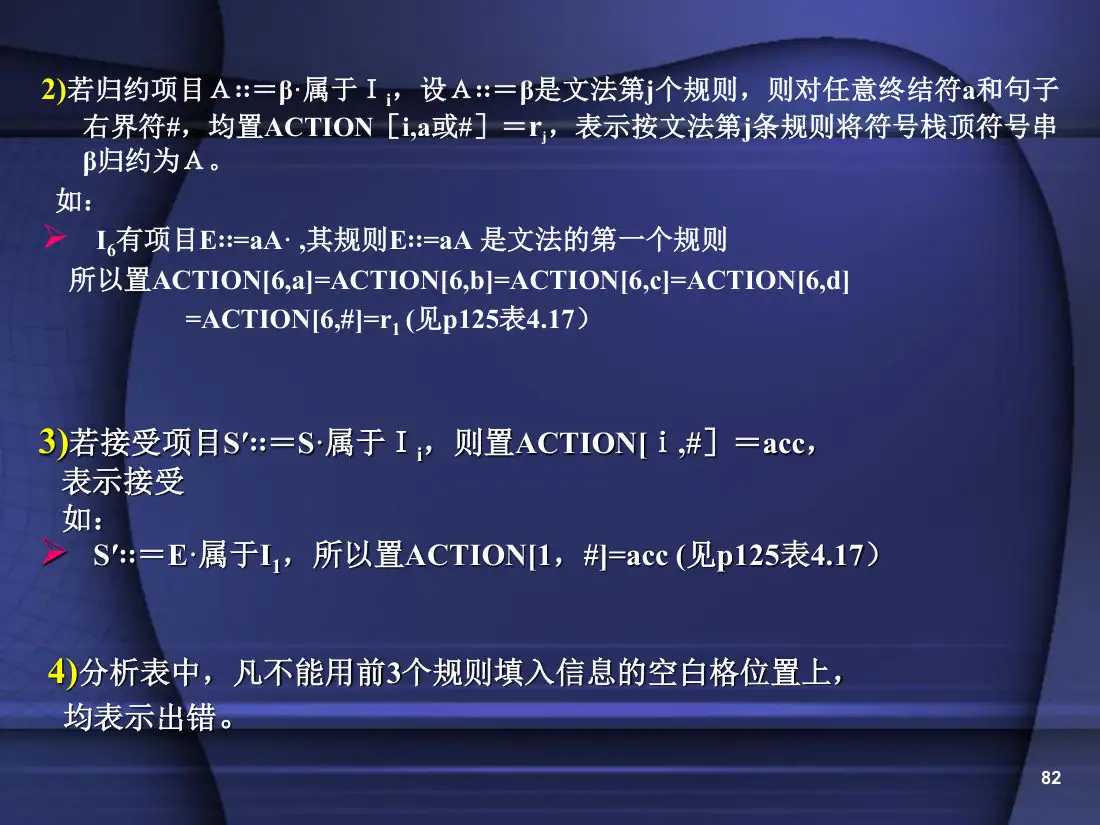 2)若归约项目Ａ∷＝β·属于Ｉi，设Ａ∷＝β是文法第j个规则，则对任意终结符a和句子
右界符#，均置ACTION［i,a或#］＝rj，表示按文法第j条规则将符号栈顶符号串
β归约为Ａ。
如：
➢ I6有项目E∷=aA· ,其规则E∷=aA 是文法的第一个规则
所以置ACTION[6,a]=ACTION[6,b]=ACTION[6,c]=ACTION[6,d]
=ACTION[6,#]=r1 (见p125表4.17）
3)若接受项目S′∷＝S·属于Ｉi，则置ACTION[ｉ,#］＝acc，
表示接受
如：
➢ S′∷＝E·属于I1，所以置ACTION[1，#]=acc (见p125表4.17）
4)分析表中，凡不能用前3个规则填入信息的空白格位置上，
均表示出错。
82